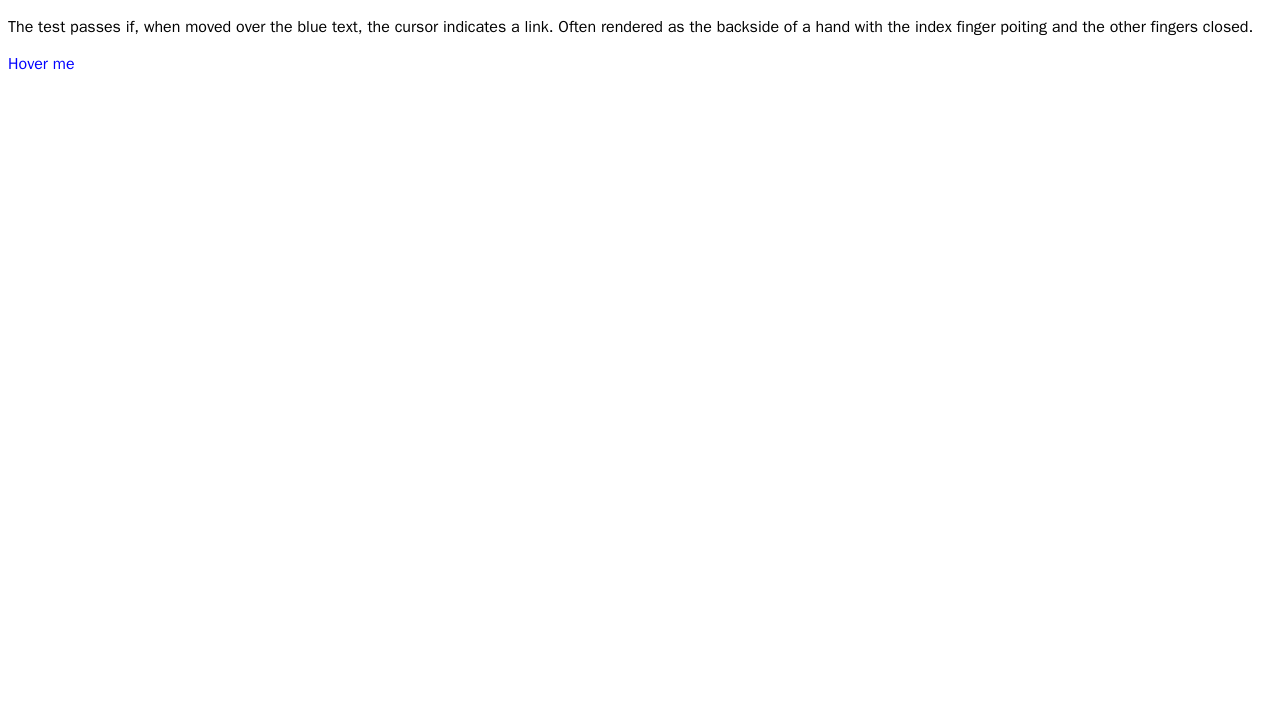 The test passes if, when moved over the blue text, the cursor indicates a link. Often rendered as the backside of a hand with the index finger poiting and the other fingers closed.
Hover me